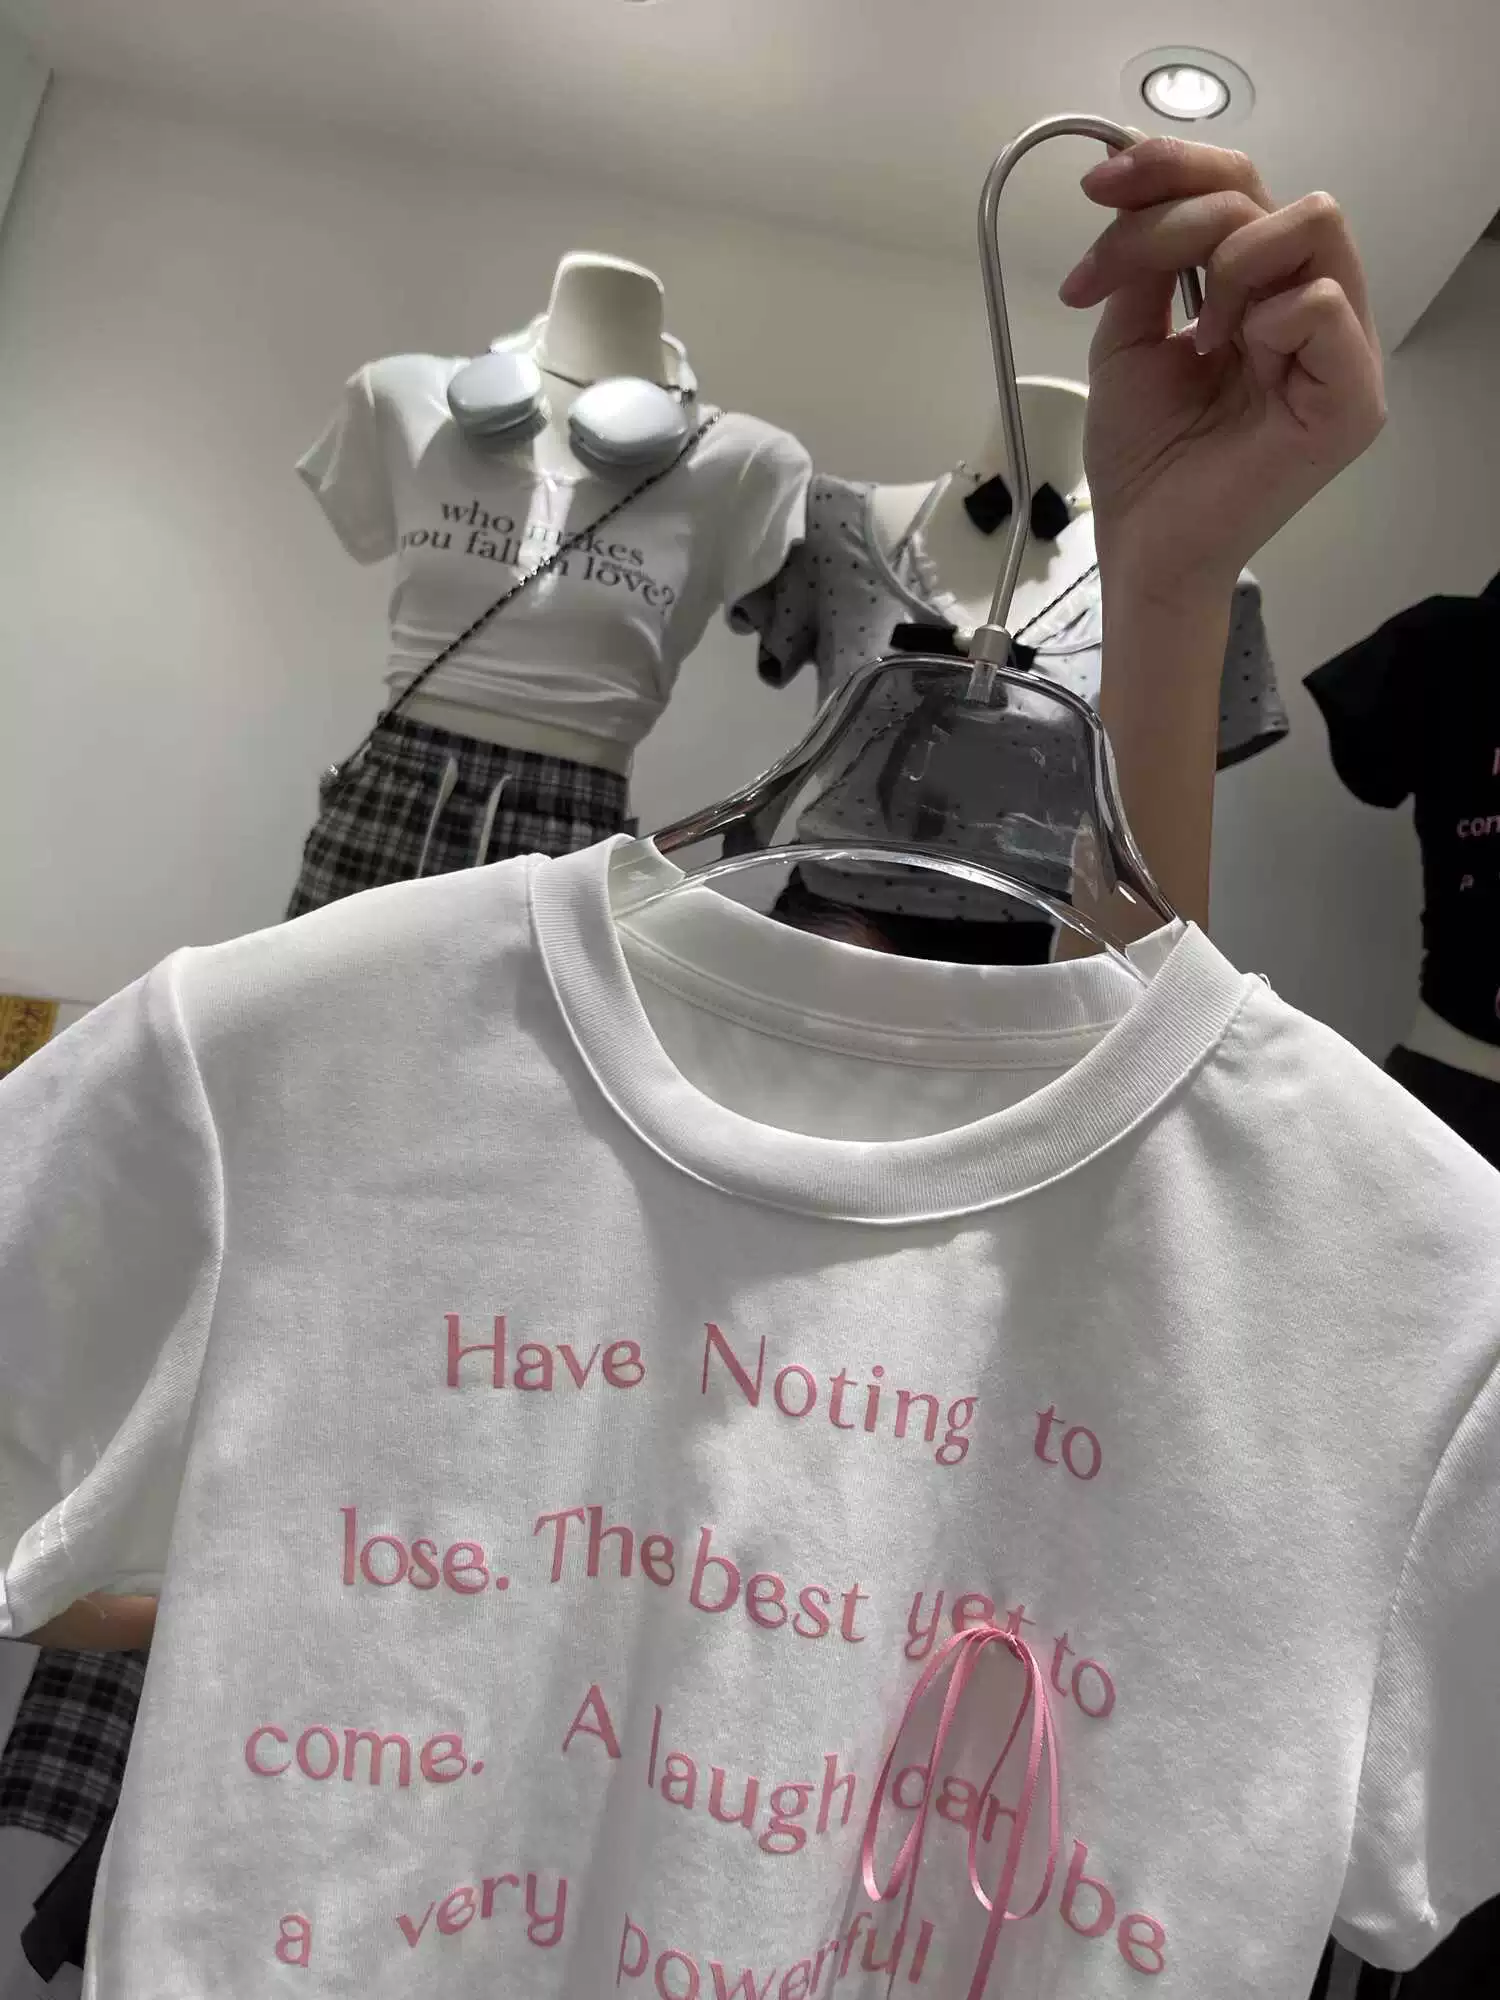 who makes
you fall in love?
con
Have Noting to
lose. The best yet to
come. A laugh can be
a very powerful